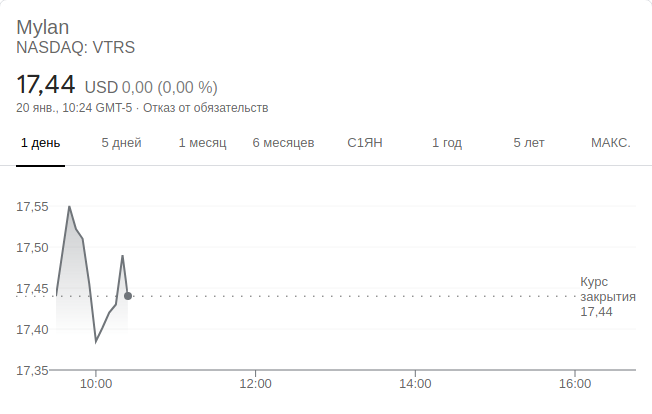 Mylan
NASDAQ: VTRS
17,44 USD 0,00 (0,00 %)
20 янв., 10:24 GMT-5 · Отказ от обязательств
1 день 5 дней 1 месяц 6 месяцев С1ЯН 1 год 5 лет МАКС.
17,55
17,50
17,45
17,40
17,35
Курс
закрытия
17,44
10:00 12:00 14:00 16:00